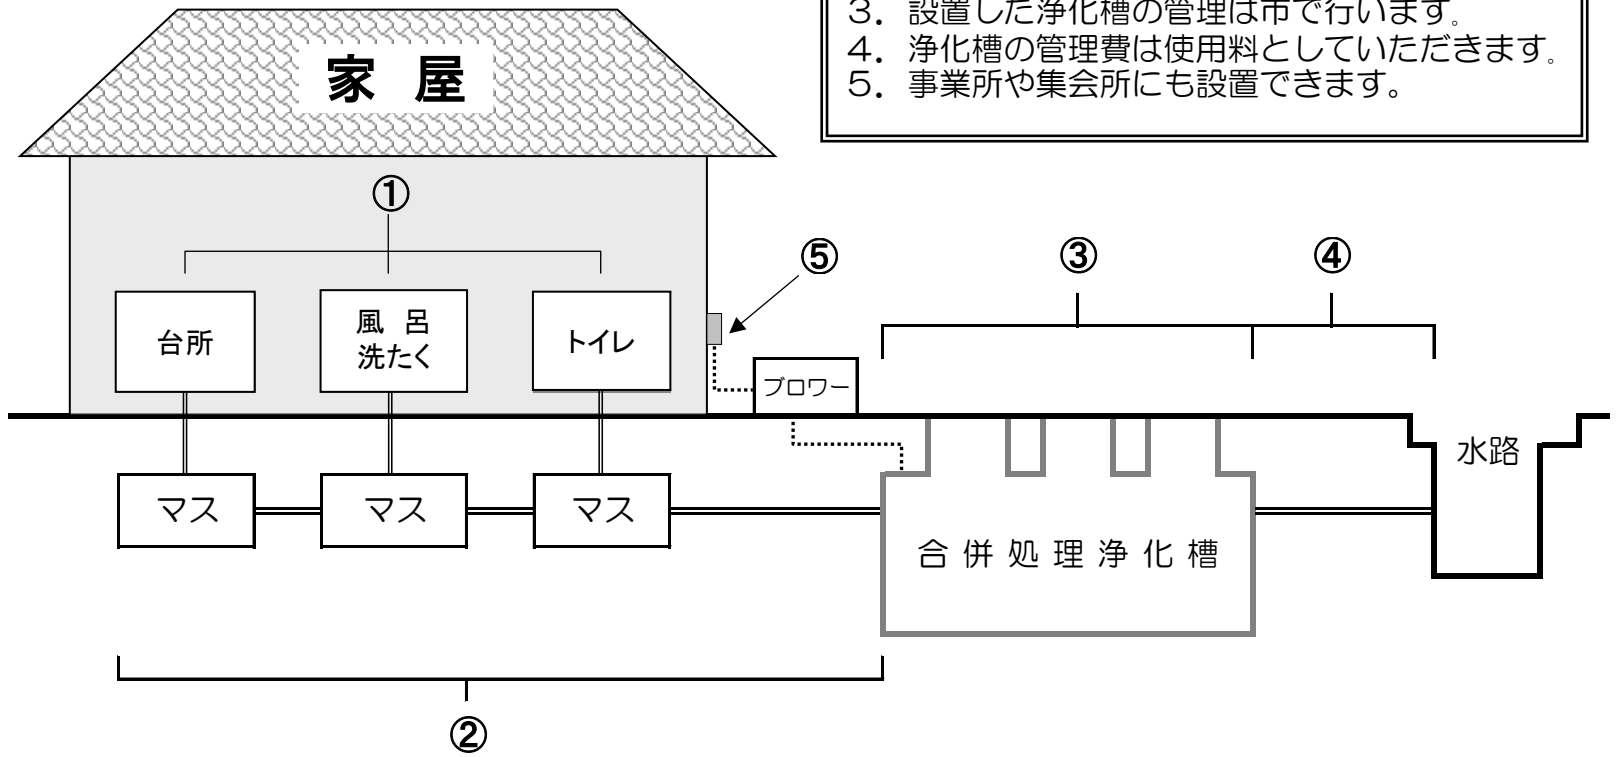 3．設置した浄化槽の管理は市で行います。
4．浄化槽の管理費は使用料としていただきます。
5．事業所や集会所にも設置できます。
家 屋
①
⑤
③
④
台所
風 呂
洗たく
トイレ
ブロワー
水路
マス
マス
マス
合 併 処 理 浄 化 槽
②